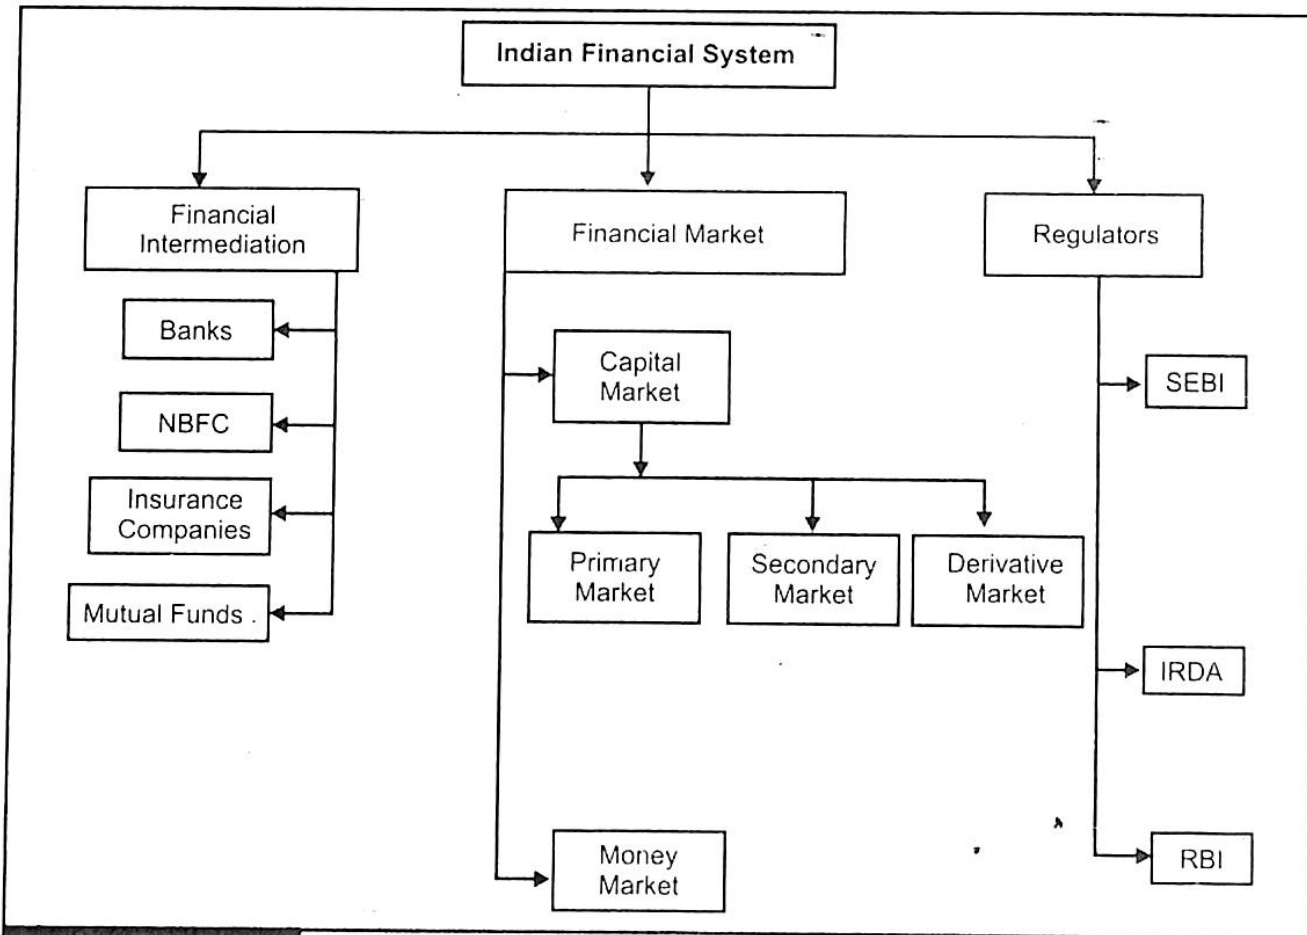 Indian Financial System
Financial
Intermediation
Financial Market
Regulators
Banks
NBFC
Insurance
Companies
Mutual Funds
Capital
Market
Primary
Market
Secondary
Market
Derivative
Market
Money
Market
SEBI
IRDA
RBI